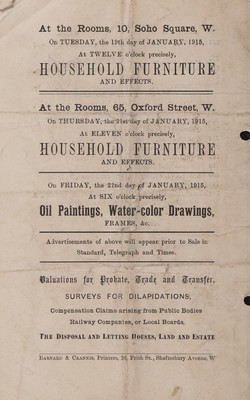 At the Rooms, 10, Soho Square, W.
On TUESDAY, the 19th day of JANUARY, 1915,
At TWELVE o'clock precisely,
HOUSEHOLD FURNITURE
AND EFFECTS.
At the Rooms, 65, Oxford Street, W.
On THURSDAY, the 21st day of JANUARY, 1915,
At ELEVEN o'clock precisely,
HOUSEHOLD FURNITURE
AND EFFECTS.
On FRIDAY, the 22nd day of JANUARY, 1915,
At SIX o'clock precisely,
Oil Paintings, Water-color Drawings,
FRAMES, &c.
Advertisements of above will appear prior to Sale in
Standard, Telegraph and Times.
Valuations for Probate, Trade and Transfer.
SURVEYS FOR DILAPIDATIONS,
Compensation Claims arising from Public Bodies
Railway Companies, or Local Boards.
THE DISPOSAL AND LETTING HOUSES, LAND AND ESTATE
BARNARD & CRANNIS, Printers, 26, Frith St., Shaftesbury Avenue, W